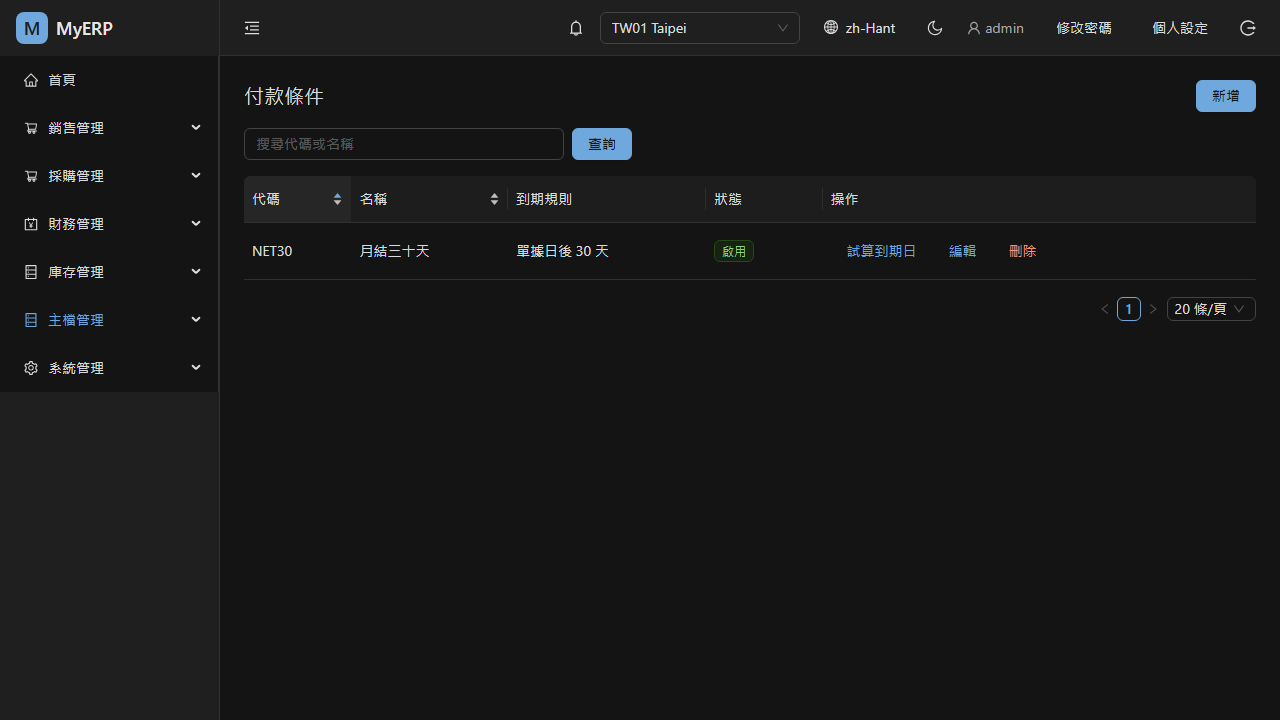 M MyERP
TW01 Taipei
zh-Hant
admin
修改密碼
個人設定
首頁
銷售管理
採購管理
財務管理
庫存管理
主檔管理
系統管理
付款條件
新增
搜尋代碼或名稱
查詢
代碼 名稱 到期規則 狀態 操作
NET30 月結三十天 單據日後 30 天 啟用 試算到期日 編輯 刪除
1 20 條/頁